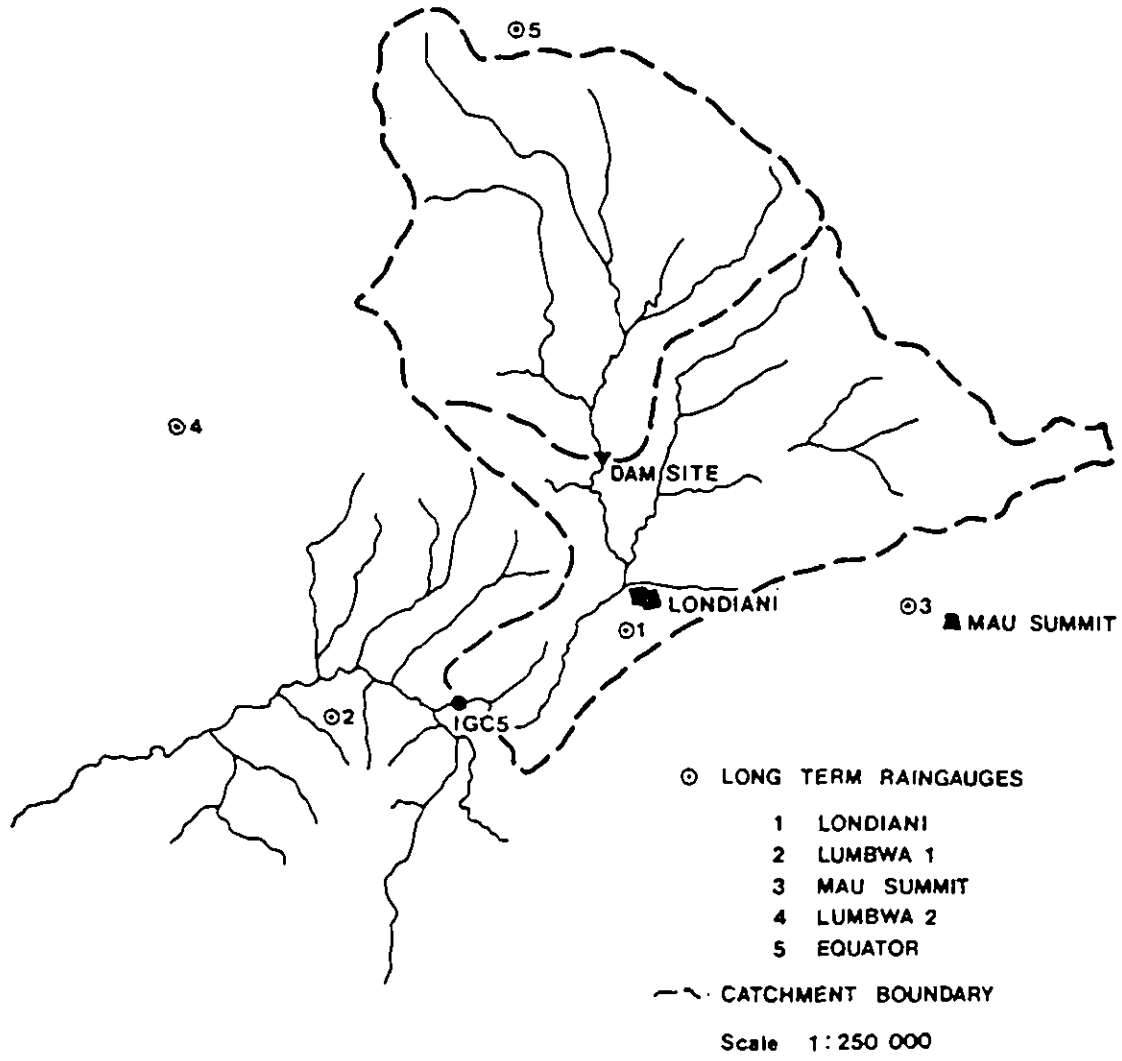 5
4
DAM SITE
LONDIANI
3
1
MAU SUMMIT
2
IGC5
LONG TERM RAINGAUGES
1 LONDIANI
2 LUMBWA 1
3 MAU SUMMIT
4 LUMBWA 2
5 EQUATOR
CATCHMENT BOUNDARY
Scale 1:250 000